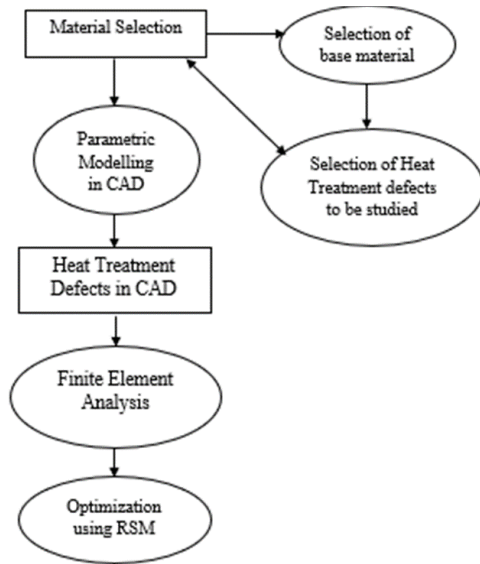 Material Selection
Selection of
base material
Parametric
Modelling
in CAD
Selection of Heat
Treatment defects
to be studied
Heat Treatment
Defects in CAD
Finite Element
Analysis
Optimization
using RSM